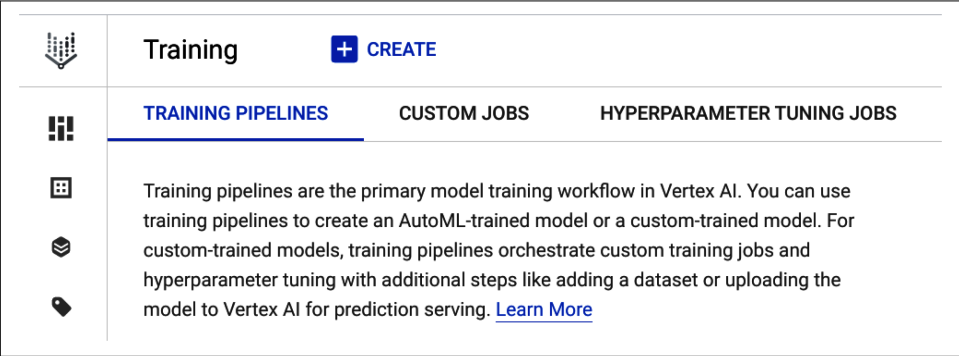 Training CREATE
TRAINING PIPELINES CUSTOM JOBS HYPERPARAMETER TUNING JOBS
Training pipelines are the primary model training workflow in Vertex AI. You can use
training pipelines to create an AutoML-trained model or a custom-trained model. For
custom-trained models, training pipelines orchestrate custom training jobs and
hyperparameter tuning with additional steps like adding a dataset or uploading the
model to Vertex AI for prediction serving. Learn More